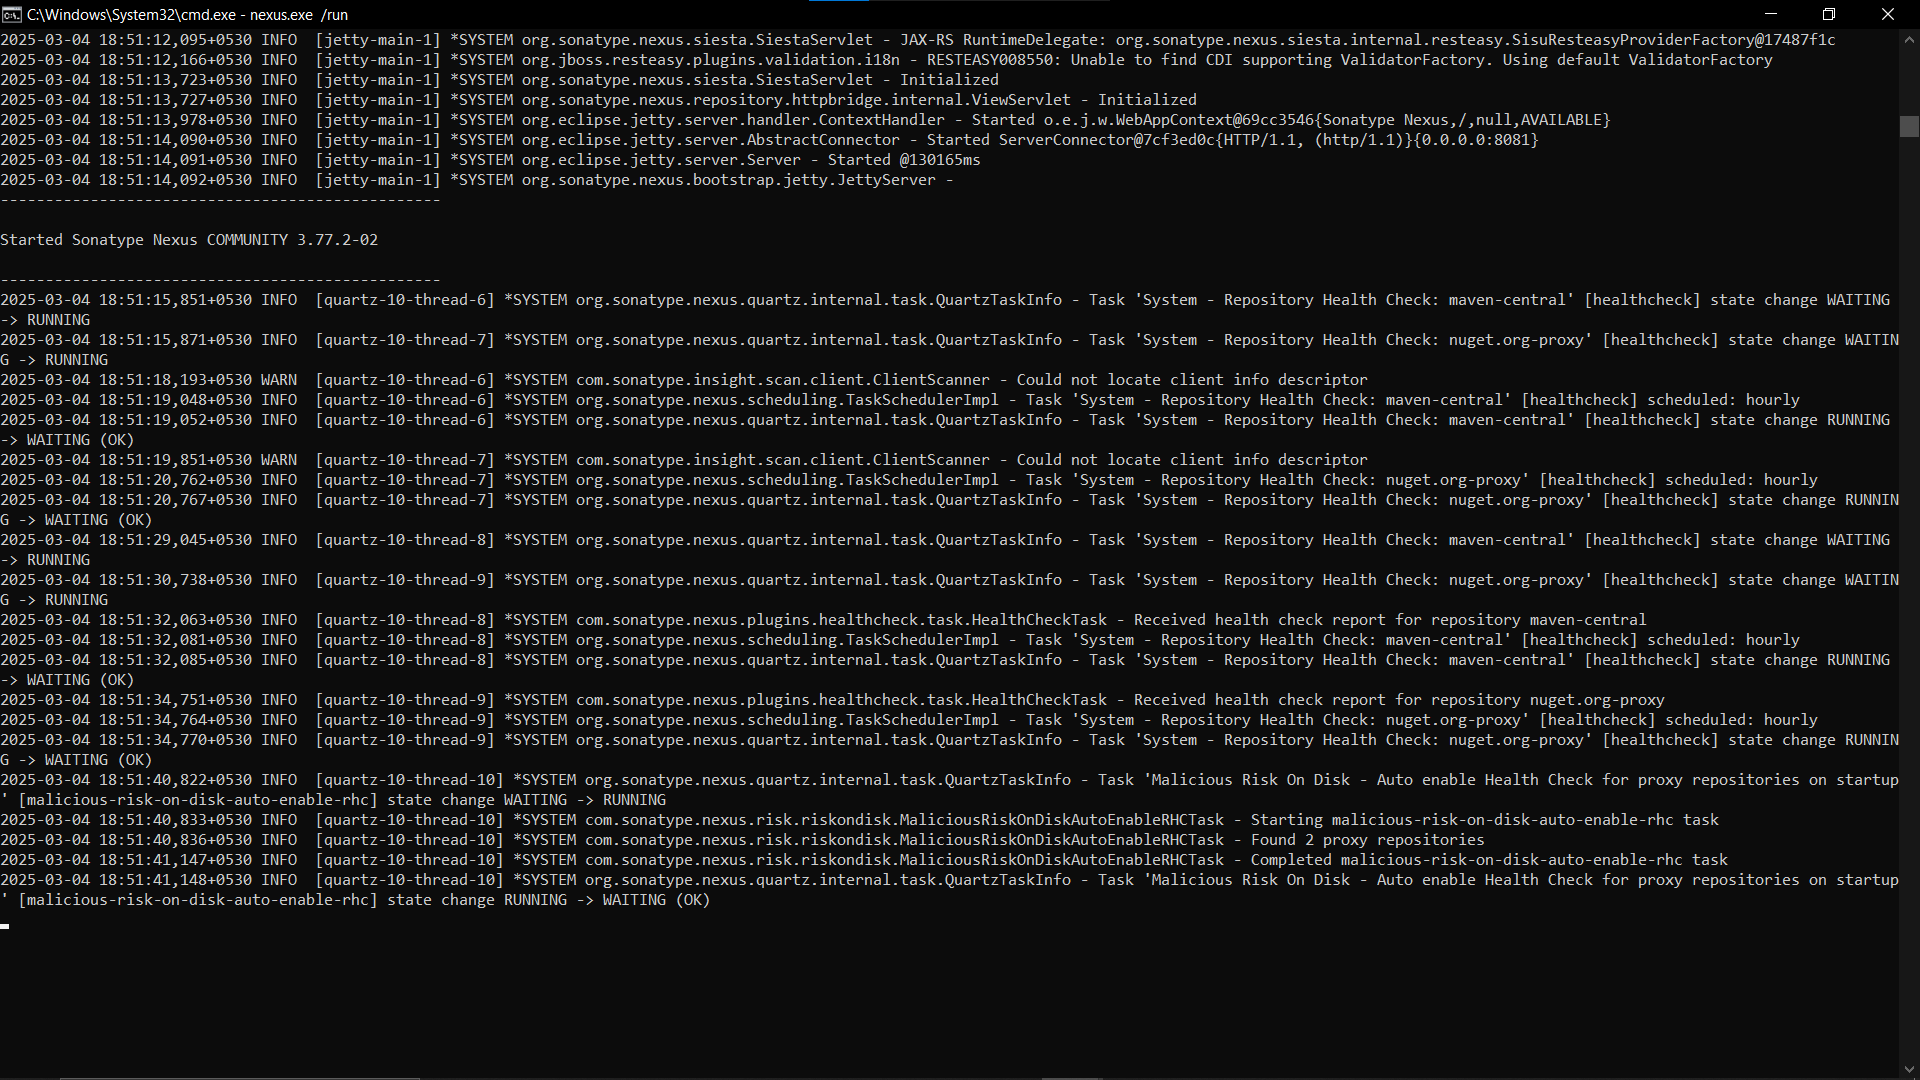 C:\Windows\System32\cmd.exe - nexus.exe  /run
2025-03-04 18:51:12,095+0530 INFO  [jetty-main-1] *SYSTEM org.sonatype.nexus.siesta.SiestaServlet - JAX-RS RuntimeDelegate: org.sonatype.nexus.siesta.internal.resteasy.SisuResteasyProviderFactory@17487f1c
2025-03-04 18:51:12,166+0530 INFO  [jetty-main-1] *SYSTEM org.jboss.resteasy.plugins.validation.i18n - RESTEASY008550: Unable to find CDI supporting ValidatorFactory. Using default ValidatorFactory
2025-03-04 18:51:13,723+0530 INFO  [jetty-main-1] *SYSTEM org.sonatype.nexus.siesta.SiestaServlet - Initialized
2025-03-04 18:51:13,727+0530 INFO  [jetty-main-1] *SYSTEM org.sonatype.nexus.repository.httpbridge.internal.ViewServlet - Initialized
2025-03-04 18:51:13,978+0530 INFO  [jetty-main-1] *SYSTEM org.eclipse.jetty.server.handler.ContextHandler - Started o.e.j.w.WebAppContext@69cc3546{Sonatype Nexus,/,null,AVAILABLE}
2025-03-04 18:51:14,090+0530 INFO  [jetty-main-1] *SYSTEM org.eclipse.jetty.server.AbstractConnector - Started ServerConnector@7cf3ed0c{HTTP/1.1, (http/1.1)}{0.0.0.0:8081}
2025-03-04 18:51:14,091+0530 INFO  [jetty-main-1] *SYSTEM org.eclipse.jetty.server.Server - Started @130165ms
2025-03-04 18:51:14,092+0530 INFO  [jetty-main-1] *SYSTEM org.sonatype.nexus.bootstrap.jetty.JettyServer -
-------------------------------------------------
Started Sonatype Nexus COMMUNITY 3.77.2-02
-------------------------------------------------
2025-03-04 18:51:15,851+0530 INFO  [quartz-10-thread-6] *SYSTEM org.sonatype.nexus.quartz.internal.task.QuartzTaskInfo - Task 'System - Repository Health Check: maven-central' [healthcheck] state change WAITING
-> RUNNING
2025-03-04 18:51:15,871+0530 INFO  [quartz-10-thread-7] *SYSTEM org.sonatype.nexus.quartz.internal.task.QuartzTaskInfo - Task 'System - Repository Health Check: nuget.org-proxy' [healthcheck] state change WAITIN
G -> RUNNING
2025-03-04 18:51:18,193+0530 WARN  [quartz-10-thread-6] *SYSTEM com.sonatype.insight.scan.client.ClientScanner - Could not locate client info descriptor
2025-03-04 18:51:19,048+0530 INFO  [quartz-10-thread-6] *SYSTEM org.sonatype.nexus.scheduling.TaskSchedulerImpl - Task 'System - Repository Health Check: maven-central' [healthcheck] scheduled: hourly
2025-03-04 18:51:19,052+0530 INFO  [quartz-10-thread-6] *SYSTEM org.sonatype.nexus.quartz.internal.task.QuartzTaskInfo - Task 'System - Repository Health Check: maven-central' [healthcheck] state change RUNNING
-> WAITING (OK)
2025-03-04 18:51:19,851+0530 WARN  [quartz-10-thread-7] *SYSTEM com.sonatype.insight.scan.client.ClientScanner - Could not locate client info descriptor
2025-03-04 18:51:20,762+0530 INFO  [quartz-10-thread-7] *SYSTEM org.sonatype.nexus.scheduling.TaskSchedulerImpl - Task 'System - Repository Health Check: nuget.org-proxy' [healthcheck] scheduled: hourly
2025-03-04 18:51:20,767+0530 INFO  [quartz-10-thread-7] *SYSTEM org.sonatype.nexus.quartz.internal.task.QuartzTaskInfo - Task 'System - Repository Health Check: nuget.org-proxy' [healthcheck] state change RUNNIN
G -> WAITING (OK)
2025-03-04 18:51:29,045+0530 INFO  [quartz-10-thread-8] *SYSTEM org.sonatype.nexus.quartz.internal.task.QuartzTaskInfo - Task 'System - Repository Health Check: maven-central' [healthcheck] state change WAITING
-> RUNNING
2025-03-04 18:51:30,738+0530 INFO  [quartz-10-thread-9] *SYSTEM org.sonatype.nexus.quartz.internal.task.QuartzTaskInfo - Task 'System - Repository Health Check: nuget.org-proxy' [healthcheck] state change WAITIN
G -> RUNNING
2025-03-04 18:51:32,063+0530 INFO  [quartz-10-thread-8] *SYSTEM com.sonatype.nexus.plugins.healthcheck.task.HealthCheckTask - Received health check report for repository maven-central
2025-03-04 18:51:32,081+0530 INFO  [quartz-10-thread-8] *SYSTEM org.sonatype.nexus.scheduling.TaskSchedulerImpl - Task 'System - Repository Health Check: maven-central' [healthcheck] scheduled: hourly
2025-03-04 18:51:32,085+0530 INFO  [quartz-10-thread-8] *SYSTEM org.sonatype.nexus.quartz.internal.task.QuartzTaskInfo - Task 'System - Repository Health Check: maven-central' [healthcheck] state change RUNNING
-> WAITING (OK)
2025-03-04 18:51:34,751+0530 INFO  [quartz-10-thread-9] *SYSTEM com.sonatype.nexus.plugins.healthcheck.task.HealthCheckTask - Received health check report for repository nuget.org-proxy
2025-03-04 18:51:34,764+0530 INFO  [quartz-10-thread-9] *SYSTEM org.sonatype.nexus.scheduling.TaskSchedulerImpl - Task 'System - Repository Health Check: nuget.org-proxy' [healthcheck] scheduled: hourly
2025-03-04 18:51:34,770+0530 INFO  [quartz-10-thread-9] *SYSTEM org.sonatype.nexus.quartz.internal.task.QuartzTaskInfo - Task 'System - Repository Health Check: nuget.org-proxy' [healthcheck] state change RUNNIN
G -> WAITING (OK)
2025-03-04 18:51:40,822+0530 INFO  [quartz-10-thread-10] *SYSTEM org.sonatype.nexus.quartz.internal.task.QuartzTaskInfo - Task 'Malicious Risk On Disk - Auto enable Health Check for proxy repositories on startup
' [malicious-risk-on-disk-auto-enable-rhc] state change WAITING -> RUNNING
2025-03-04 18:51:40,833+0530 INFO  [quartz-10-thread-10] *SYSTEM com.sonatype.nexus.risk.riskondisk.MaliciousRiskOnDiskAutoEnableRHCTask - Starting malicious-risk-on-disk-auto-enable-rhc task
2025-03-04 18:51:40,836+0530 INFO  [quartz-10-thread-10] *SYSTEM com.sonatype.nexus.risk.riskondisk.MaliciousRiskOnDiskAutoEnableRHCTask - Found 2 proxy repositories
2025-03-04 18:51:41,147+0530 INFO  [quartz-10-thread-10] *SYSTEM com.sonatype.nexus.risk.riskondisk.MaliciousRiskOnDiskAutoEnableRHCTask - Completed malicious-risk-on-disk-auto-enable-rhc task
2025-03-04 18:51:41,148+0530 INFO  [quartz-10-thread-10] *SYSTEM org.sonatype.nexus.quartz.internal.task.QuartzTaskInfo - Task 'Malicious Risk On Disk - Auto enable Health Check for proxy repositories on startup
' [malicious-risk-on-disk-auto-enable-rhc] state change RUNNING -> WAITING (OK)